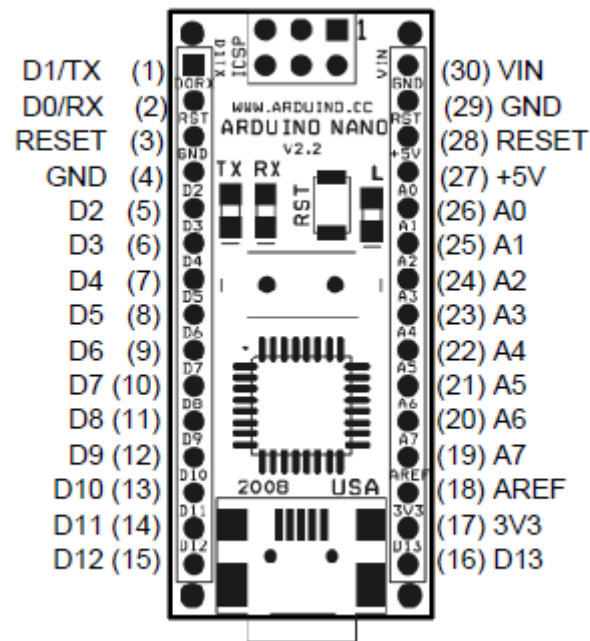 1
D1TX
ICSP
VIN
D1/TX (1)
(30) VIN
D0RX
GND
D0/RX (2)
(29) GND
RST
WWW.ARDUINO.CC
RST
RESET (3)
ARDUINO NANO
(28) RESET
GND
V2.2
+5V
GND (4)
TX RX
L
(27) +5V
D2
A0
D2 (5)
RST
(26) A0
D3
A1
D3 (6)
(25) A1
D4
A2
D4 (7)
(24) A2
D5
A3
D5 (8)
(23) A3
D6
A4
D6 (9)
(22) A4
D7
A5
D7 (10)
(21) A5
D8
A6
D8 (11)
(20) A6
D9
A7
D9 (12)
(19) A7
D10
AREF
D10 (13)
2008 USA
(18) AREF
D11
3V3
D11 (14)
(17) 3V3
D12
D13
D12 (15)
(16) D13